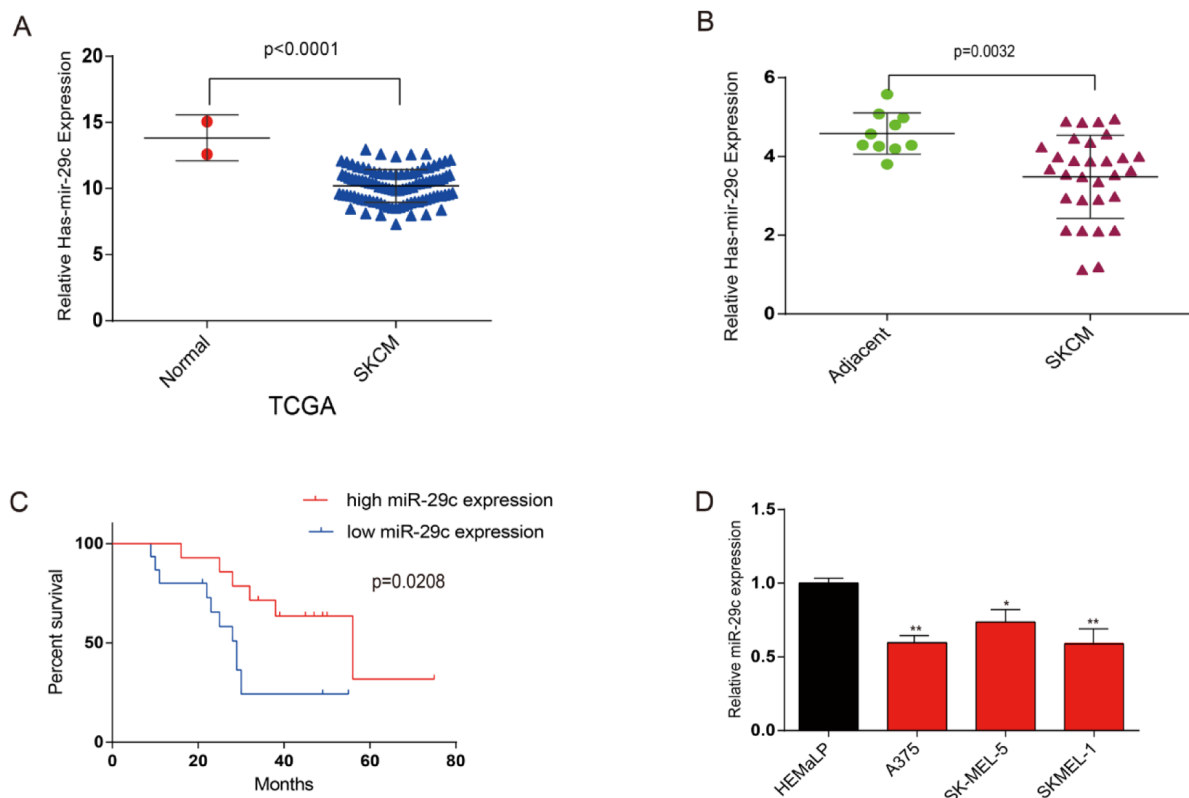 A
p<0.0001
Relative Has-mir-29c Expression
20
15
10
5
0
Normal
SKCM
TCGA
B
p=0.0032
Relative Has-mir-29c Expression
6
4
2
0
Adjacent
SKCM
C
high miR-29c expression
low miR-29c expression
p=0.0208
Percent survival
100
50
0
0 20 40 60 80
Months
D
Relative miR-29c expression
1.5
1.0
0.5
0.0
**
*
**
HEMaLP
A375
SK-MEL-5
SKMEL-1